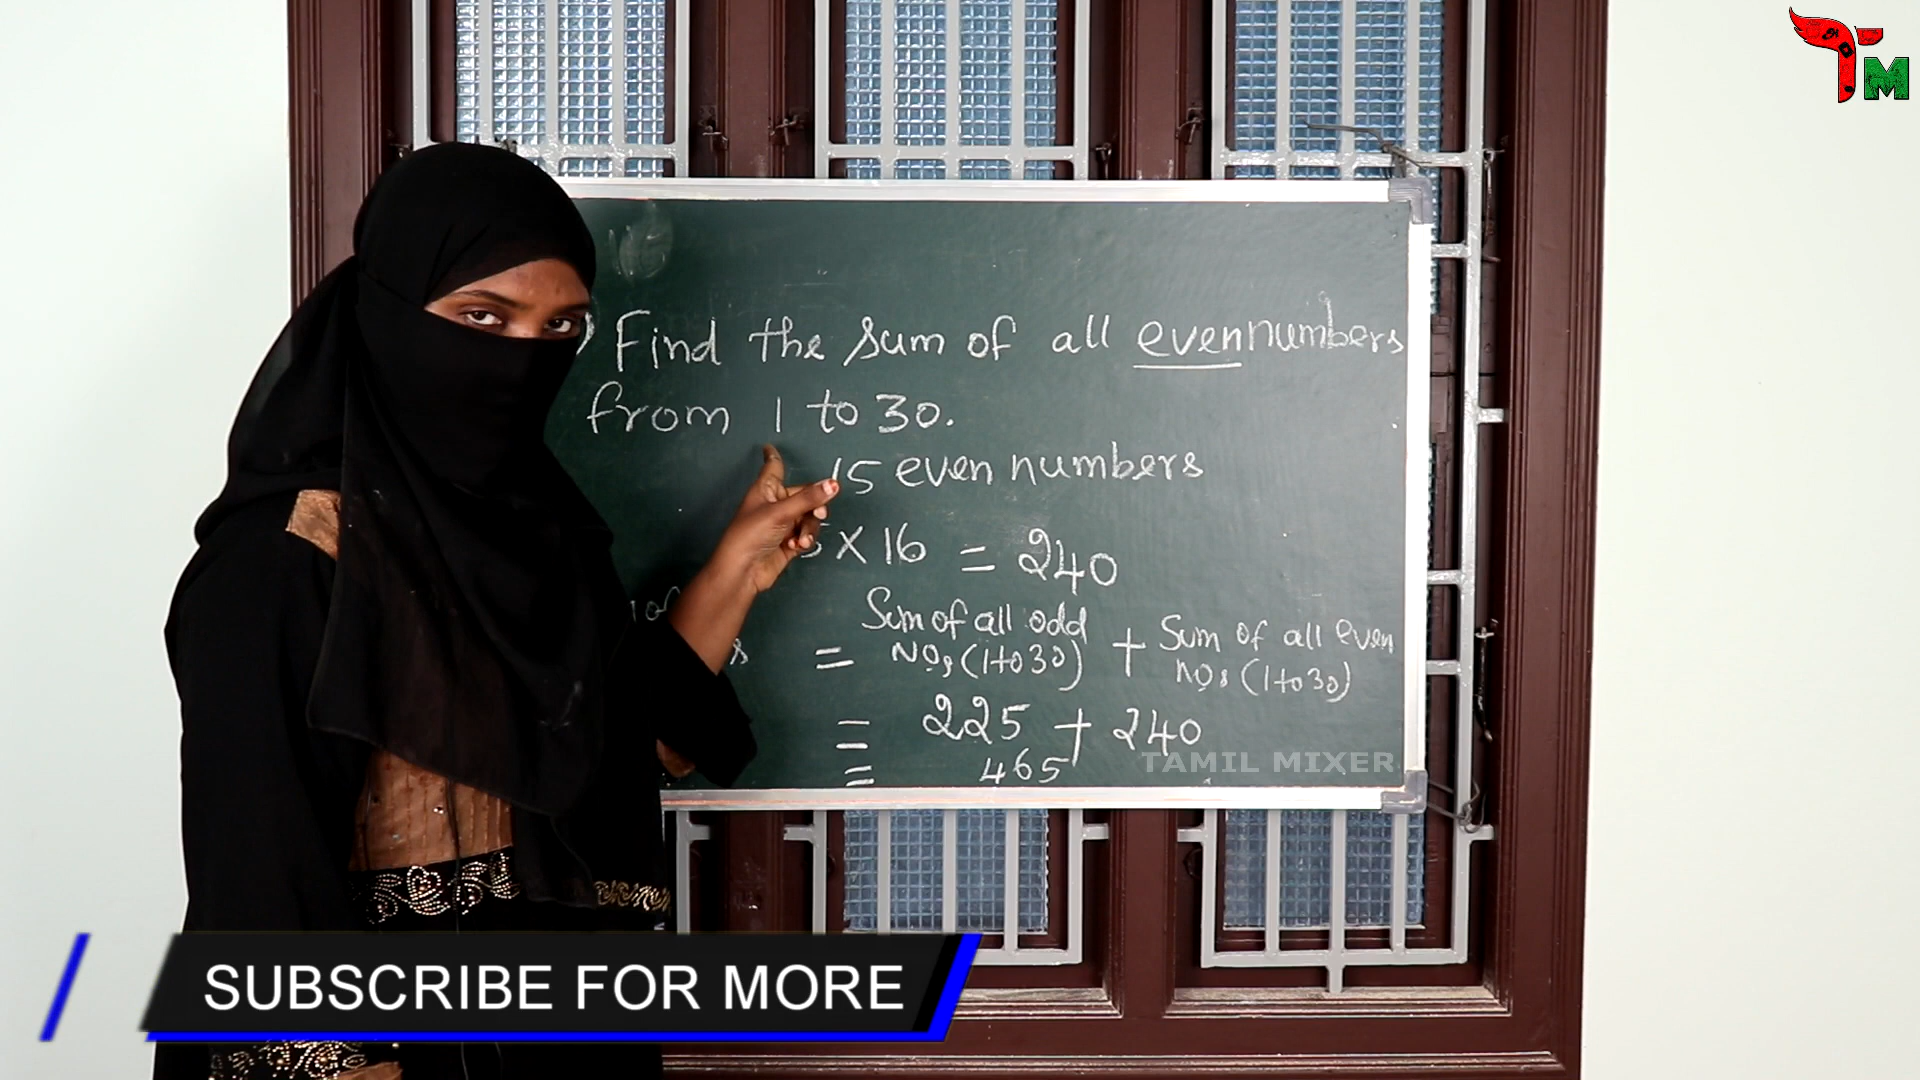 TM
Find the sum of all even numbers
from 1 to 30.
15 even numbers
5 X 16 = 240
= Sum of all odd NOs (1 to 30) + Sum of all even nos (1 to 30)
= 225 + 240
= 465
TAMIL MIXER
SUBSCRIBE FOR MORE